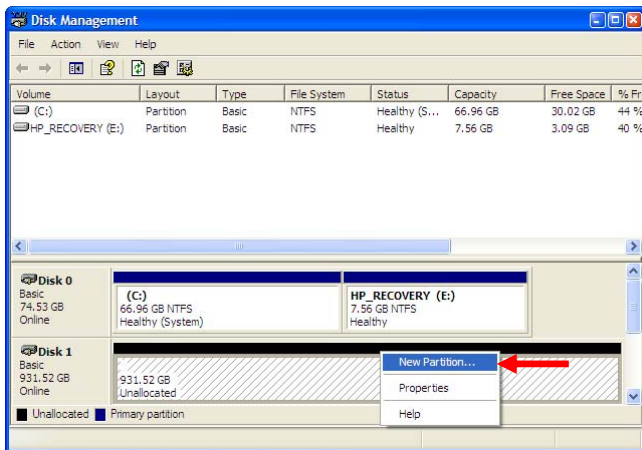 Disk Management
File Action View Help
Volume Layout Type File System Status Capacity Free Space % Fr
(C:) Partition Basic NTFS Healthy (S... 66.96 GB 30.02 GB 44 %
HP_RECOVERY (E:) Partition Basic NTFS Healthy 7.56 GB 3.09 GB 40 %
Disk 0
Basic
74.53 GB
Online
(C:)
66.96 GB NTFS
Healthy (System)
HP_RECOVERY (E:)
7.56 GB NTFS
Healthy
Disk 1
Basic
931.52 GB
Online
931.52 GB
Unallocated
New Partition...
Properties
Help
Unallocated Primary partition